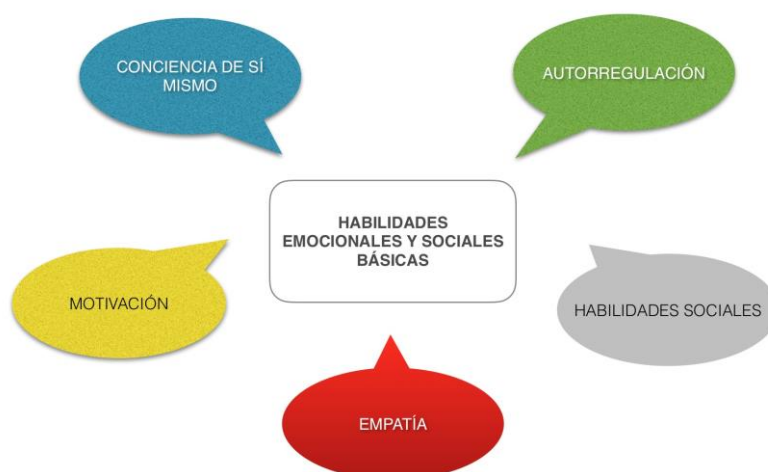 CONCIENCIA DE SÍ
MISMO
AUTORREGULACIÓN
HABILIDADES
EMOCIONALES Y SOCIALES
BÁSICAS
MOTIVACIÓN
HABILIDADES SOCIALES
EMPATÍA